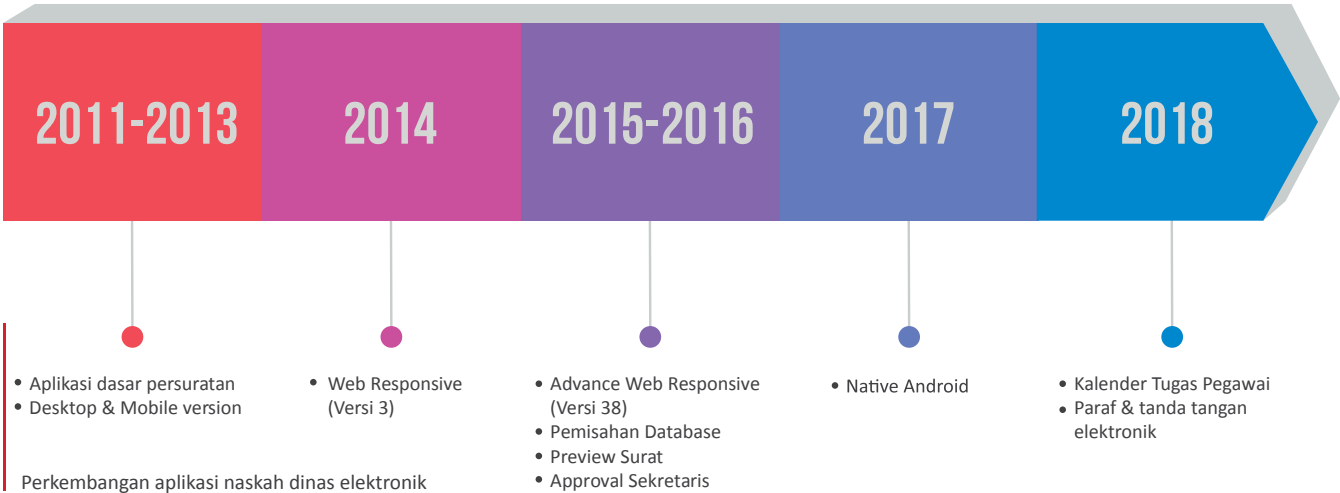 2011-2013
2014
2015-2016
2017
2018
• Aplikasi dasar persuratan
• Desktop & Mobile version
• Web Responsive
(Versi 3)
• Advance Web Responsive
(Versi 38)
• Pemisahan Database
• Preview Surat
• Approval Sekretaris
• Native Android
• Kalender Tugas Pegawai
• Paraf & tanda tangan
elektronik
Perkembangan aplikasi naskah dinas elektronik